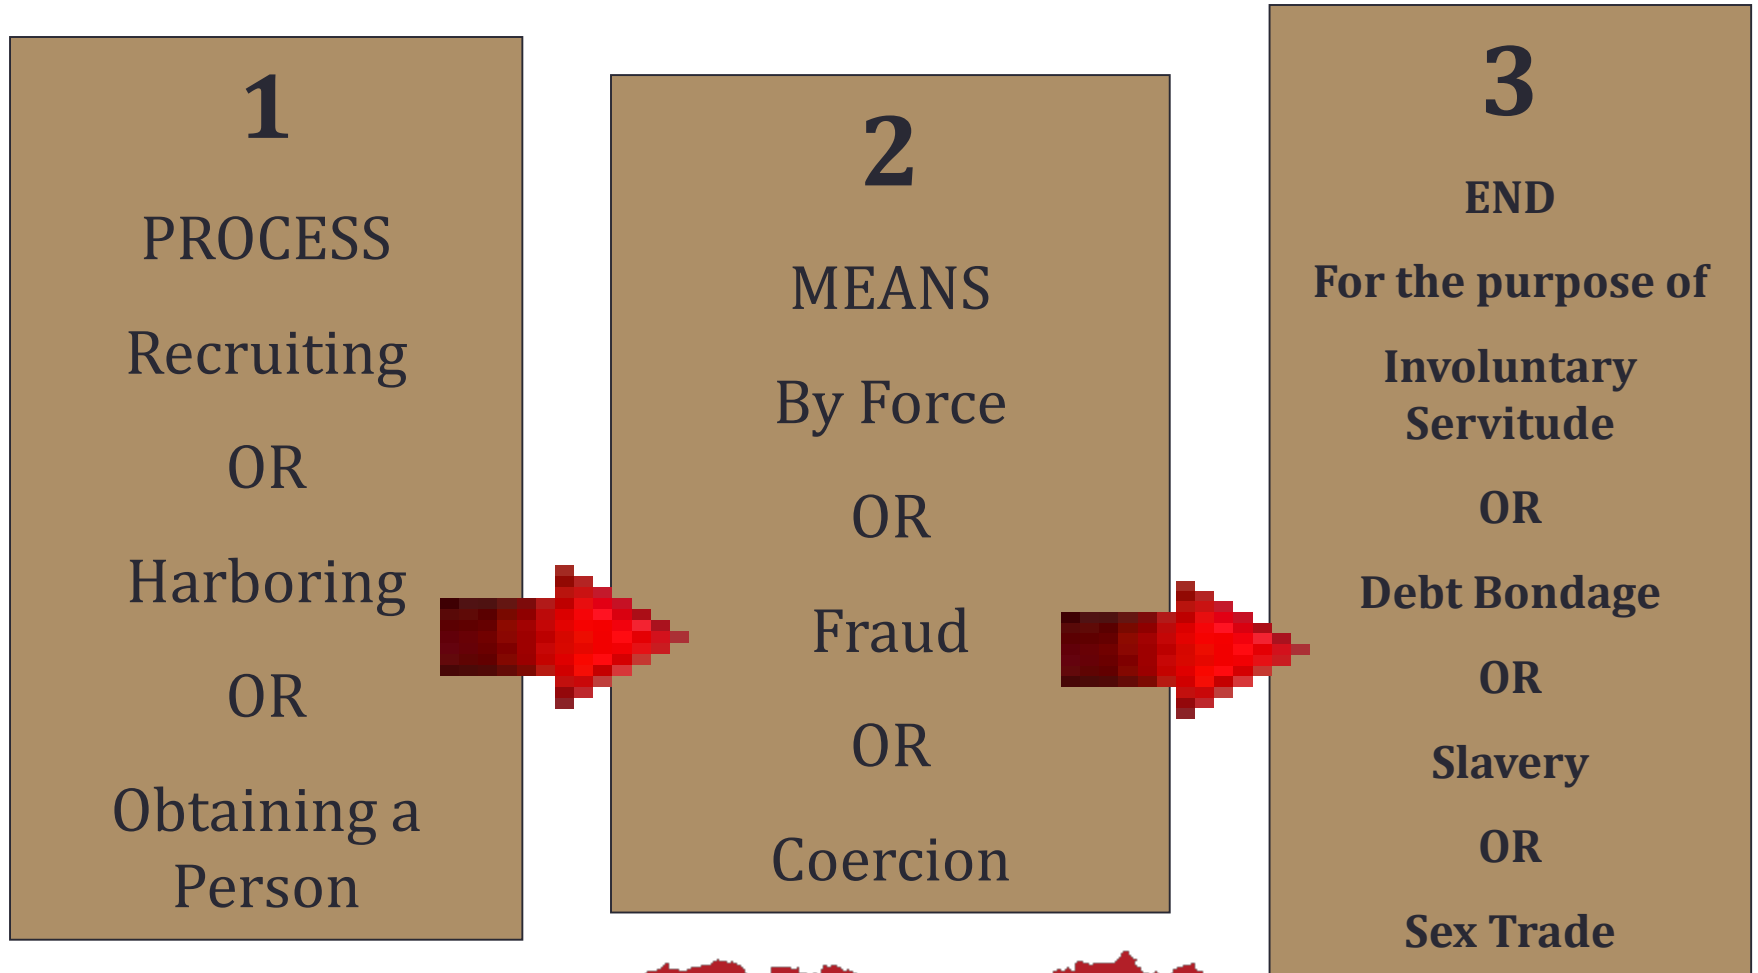 1
PROCESS
Recruiting
OR
Harboring
OR
Obtaining a
Person
2
MEANS
By Force
OR
Fraud
OR
Coercion
3
END
For the purpose of
Involuntary
Servitude
OR
Debt Bondage
OR
Slavery
OR
Sex Trade